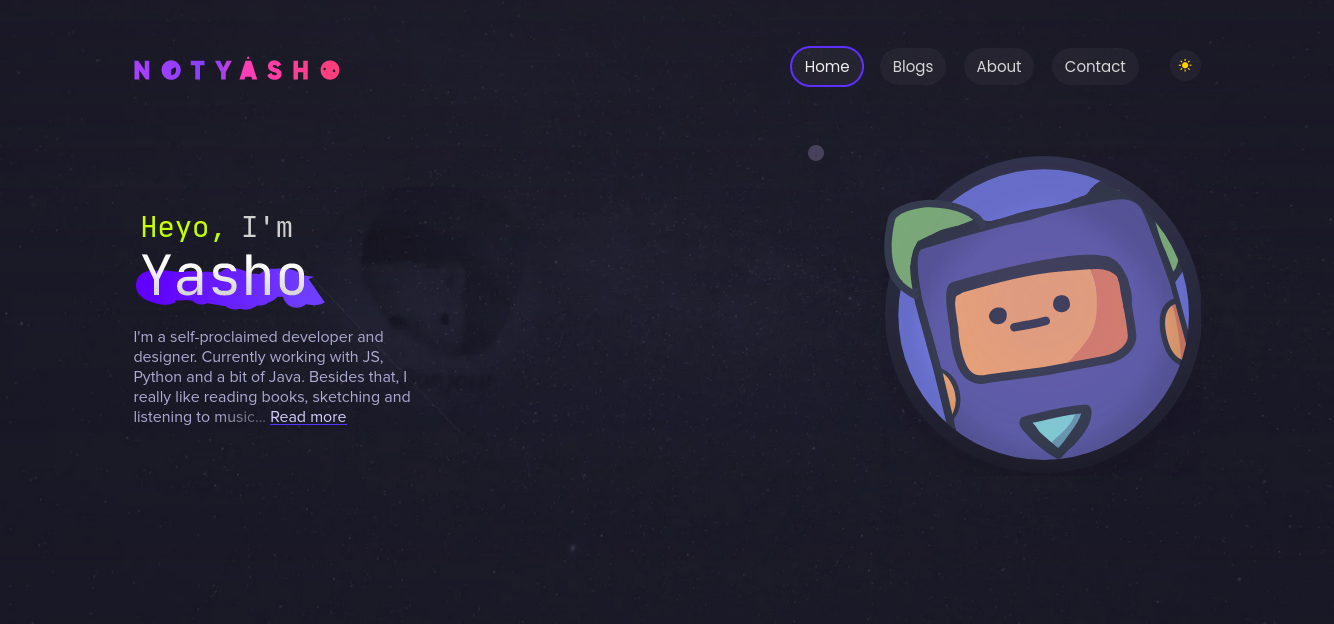 NOTYASHO
Home
Blogs
About
Contact
Heyo, I'm
Yasho
I'm a self-proclaimed developer and
designer. Currently working with JS,
Python and a bit of Java. Besides that, I
really like reading books, sketching and
listening to music... Read more